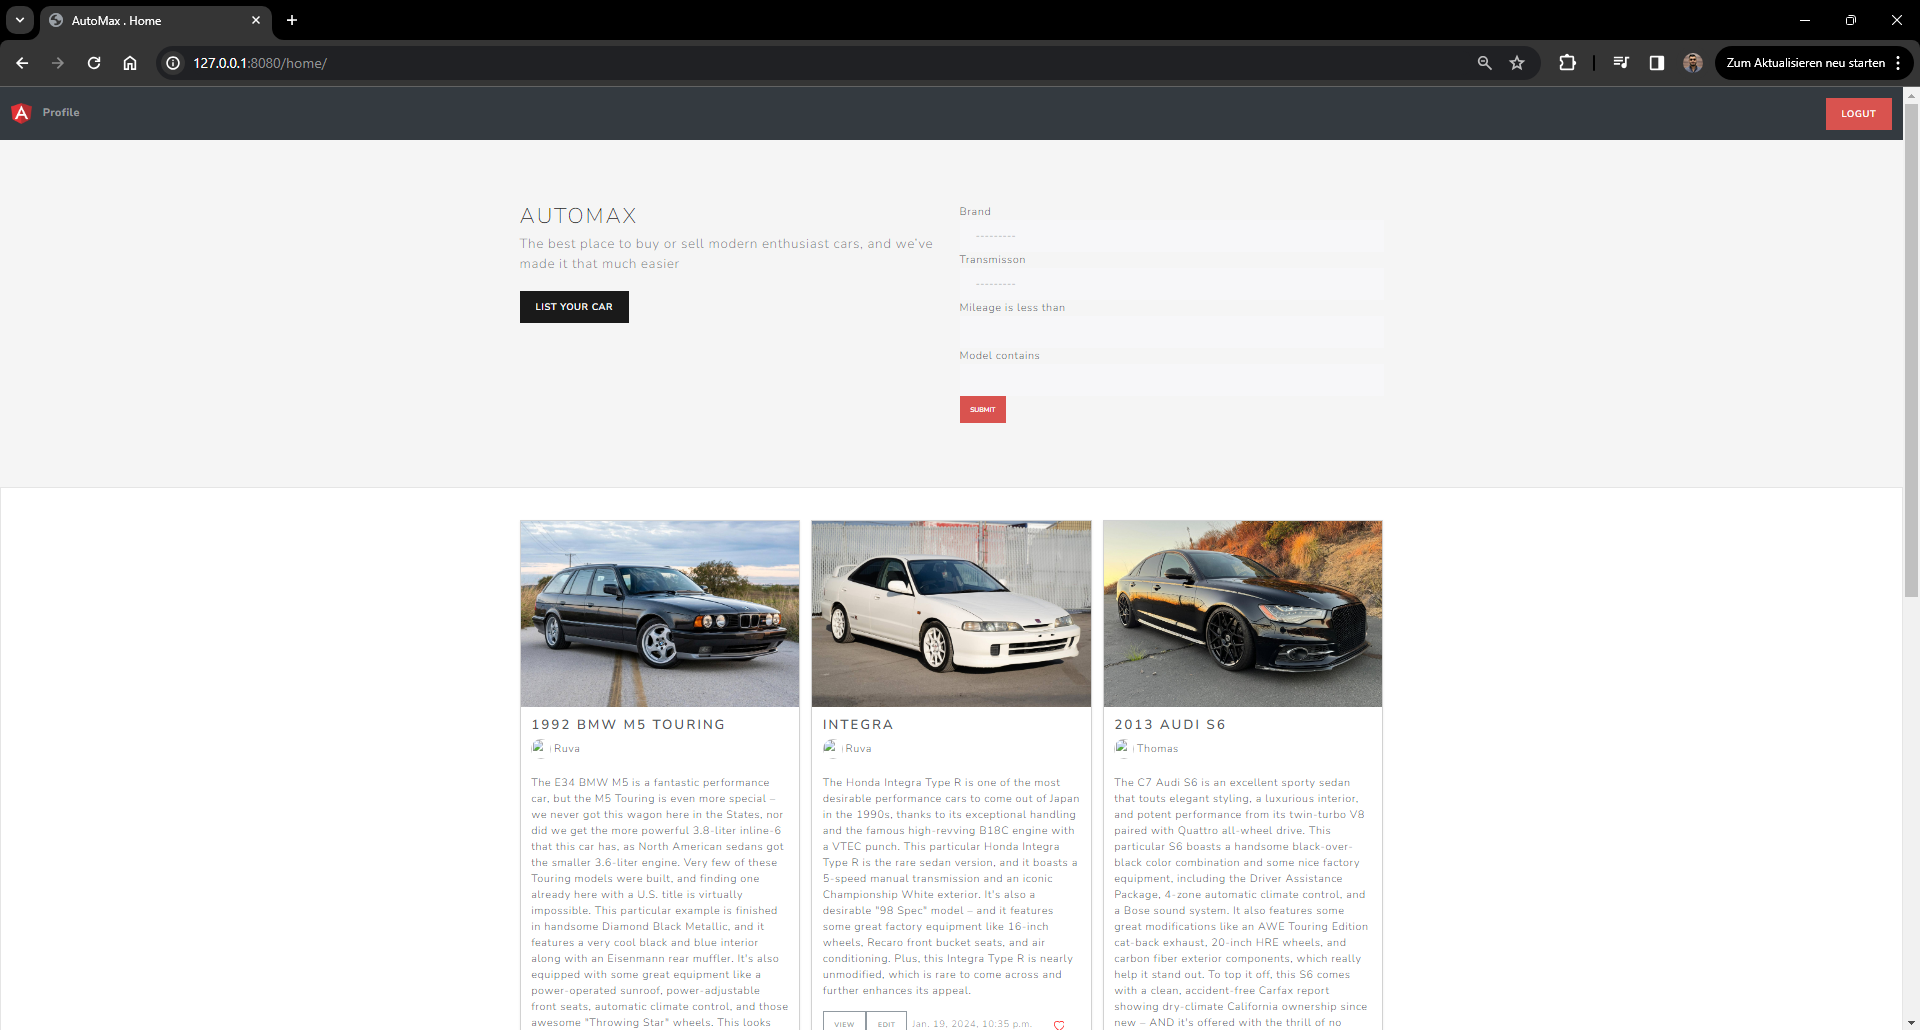 AutoMax . Home
127.0.0.1:8080/home/
Zum Aktualisieren neu starten
Profile
LOGUT
AUTOMAX
The best place to buy or sell modern enthusiast cars, and we've
made it that much easier
LIST YOUR CAR
Brand
---------
Transmisson
---------
Mileage is less than
Model contains
SUBMIT
1992 BMW M5 TOURING
Ruva
The E34 BMW M5 is a fantastic performance
car, but the M5 Touring is even more special –
we never got this wagon here in the States, nor
did we get the more powerful 3.8-liter inline-6
that this car has, as North American sedans got
the smaller 3.6-liter engine. Very few of these
Touring models were built, and finding one
already here with a U.S. title is virtually
impossible. This particular example is finished
in handsome Diamond Black Metallic, and it
features a very cool black and blue interior
along with an Eisenmann rear muffler. It's also
equipped with some great equipment like a
power-operated sunroof, power-adjustable
front seats, automatic climate control, and those
awesome "Throwing Star" wheels. This looks
INTEGRA
Ruva
The Honda Integra Type R is one of the most
desirable performance cars to come out of Japan
in the 1990s, thanks to its exceptional handling
and the famous high-revving B18C engine with
a VTEC punch. This particular Honda Integra
Type R is the rare sedan version, and it boasts a
5-speed manual transmission and an iconic
Championship White exterior. It's also a
desirable "98 Spec" model – and it features
some great factory equipment like 16-inch
wheels, Recaro front bucket seats, and air
conditioning. Plus, this Integra Type R is nearly
unmodified, which is rare to come across and
further enhances its appeal.
VIEW EDIT Jan. 19, 2024, 10:35 p.m.
2013 AUDI S6
Thomas
The C7 Audi S6 is an excellent sporty sedan
that touts elegant styling, a luxurious interior,
and potent performance from its twin-turbo V8
paired with Quattro all-wheel drive. This
particular S6 boasts a handsome black-over-
black color combination and some nice factory
equipment, including the Driver Assistance
Package, 4-zone automatic climate control, and
a Bose sound system. It also features some
great modifications like an AWE Touring Edition
cat-back exhaust, 20-inch HRE wheels, and
carbon fiber exterior components, which really
help it stand out. To top it off, this S6 comes
with a clean, accident-free Carfax report
showing dry-climate California ownership since
new – AND it's offered with the thrill of no